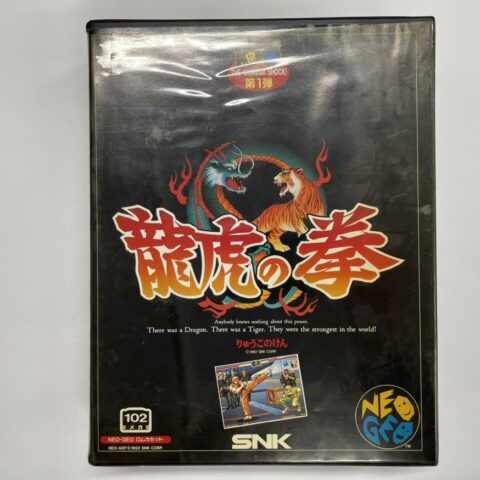 THE 100MEGA SHOCK!
第1弾
龍虎の拳
Anybody knows nothing about this power.
There was a Dragon. There was a Tiger. They were the strongest in the world!
りゅうこのけん
©1992 SNK CORP.
102
メガ
NEO•GEO ロムカセット
NEO-AEP©1992 SNK CORP.
SNK
NEO
GEO